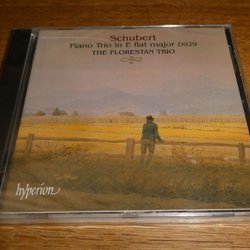 Schubert
Piano Trio in E flat major D929
THE FLORESTAN TRIO
hyperion